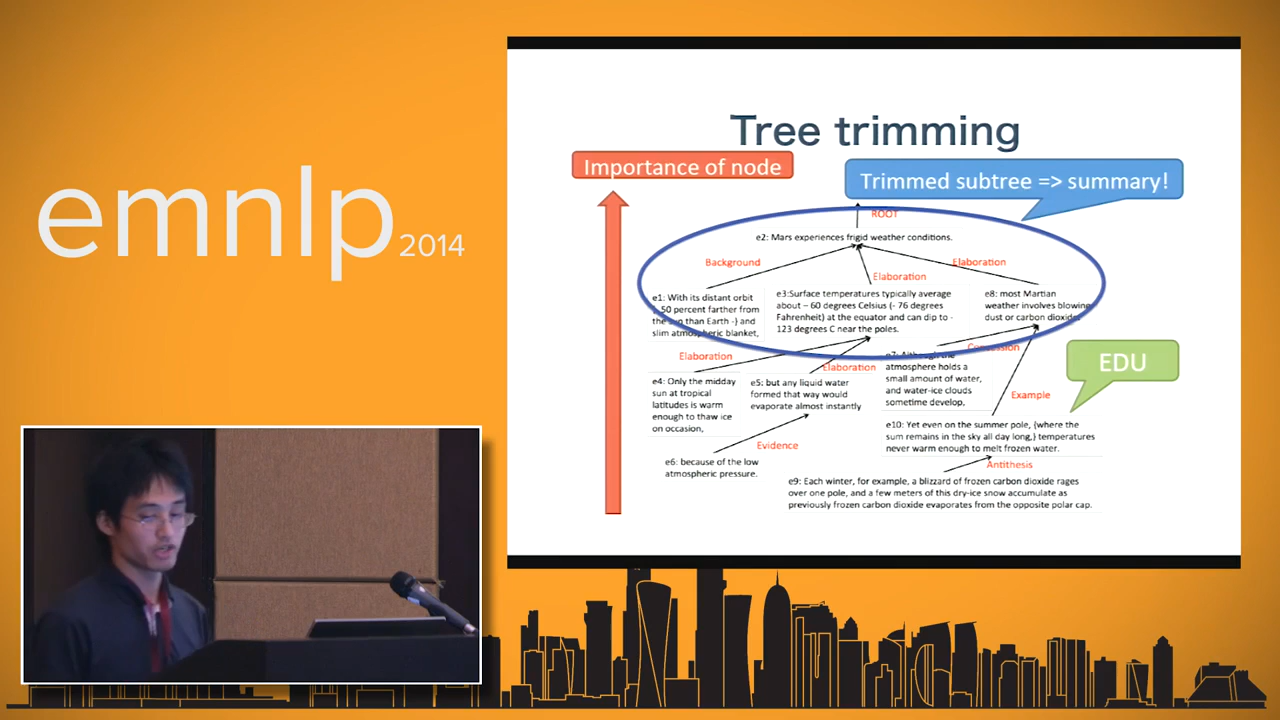 emnlp 2014
Tree trimming
Importance of node
Trimmed subtree => summary!
ROOT
e2: Mars experiences frigid weather conditions.
Background
Elaboration
Elaboration
e1: With its distant orbit
50 percent farther from
the sun than Earth -) and
slim atmospheric blanket,
e3:Surface temperatures typically average
about – 60 degrees Celsius (- 76 degrees
Fahrenheit) at the equator and can dip to -
123 degrees C near the poles.
e8: most Martian
weather involves blowing
dust or carbon dioxide
Elaboration
Elaboration
Concession
e4: Only the midday
sun at tropical
latitudes is warm
enough to thaw ice
on occasion,
e5: but any liquid water
formed that way would
evaporate almost instantly
e7: Although the
atmosphere holds a
small amount of water,
and water-ice clouds
sometime develop,
EDU
Example
Evidence
e6: because of the low
atmospheric pressure.
e10: Yet even on the summer pole, {where the
sum remains in the sky all day long,} temperatures
never warm enough to melt frozen water.
Antithesis
e9: Each winter, for example, a blizzard of frozen carbon dioxide rages
over one pole, and a few meters of this dry-ice snow accumulate as
previously frozen carbon dioxide evaporates from the opposite polar cap.